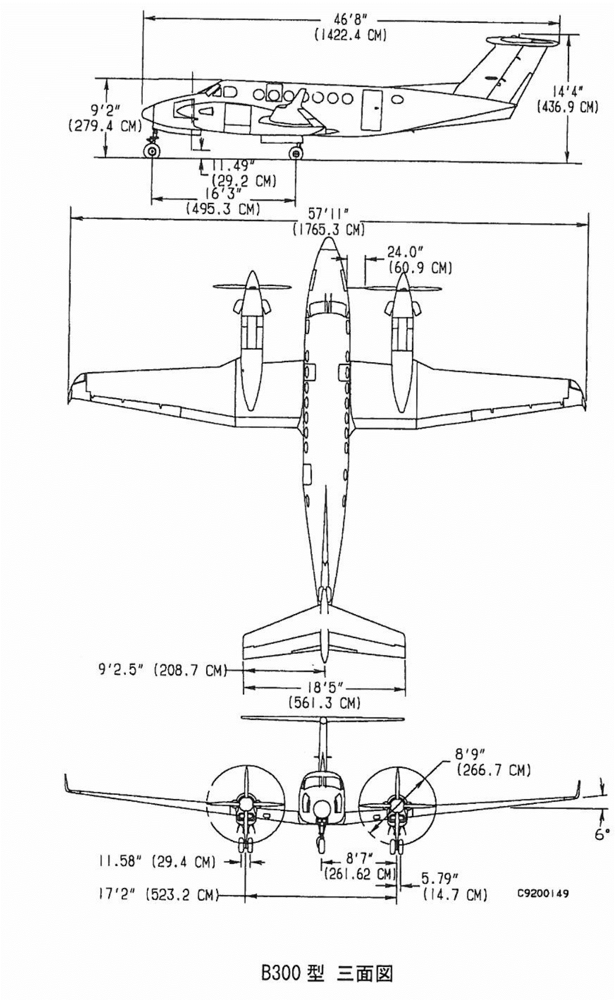 46'8"
(1422.4 CM)
9'2"
(279.4 CM)
14'4"
(436.9 CM)
11.49"
(29.2 CM)
16'3"
(495.3 CM)
57'11"
(1765.3 CM)
24.0"
(60.9 CM)
9'2.5" (208.7 CM)
18'5"
(561.3 CM)
8'9"
(266.7 CM)
6°
11.58" (29.4 CM)
8'7"
(261.62 CM)
5.79"
(14.7 CM)
17'2" (523.2 CM)
C9200149
B300型 三面図